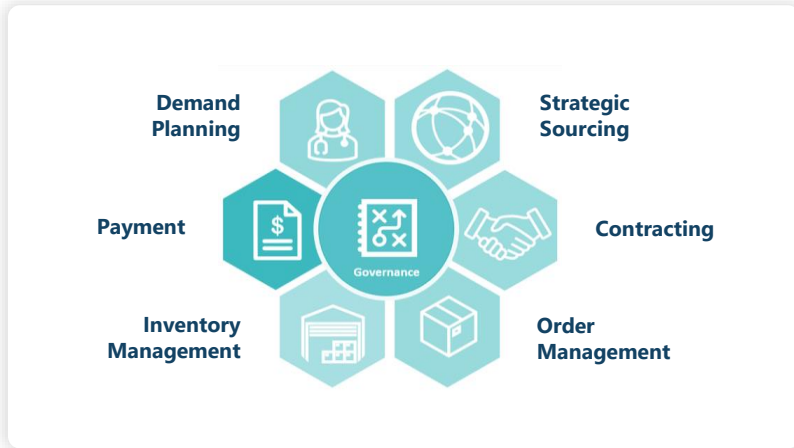 Demand
Planning
Strategic
Sourcing
Payment
$
Governance
Contracting
Inventory
Management
Order
Management